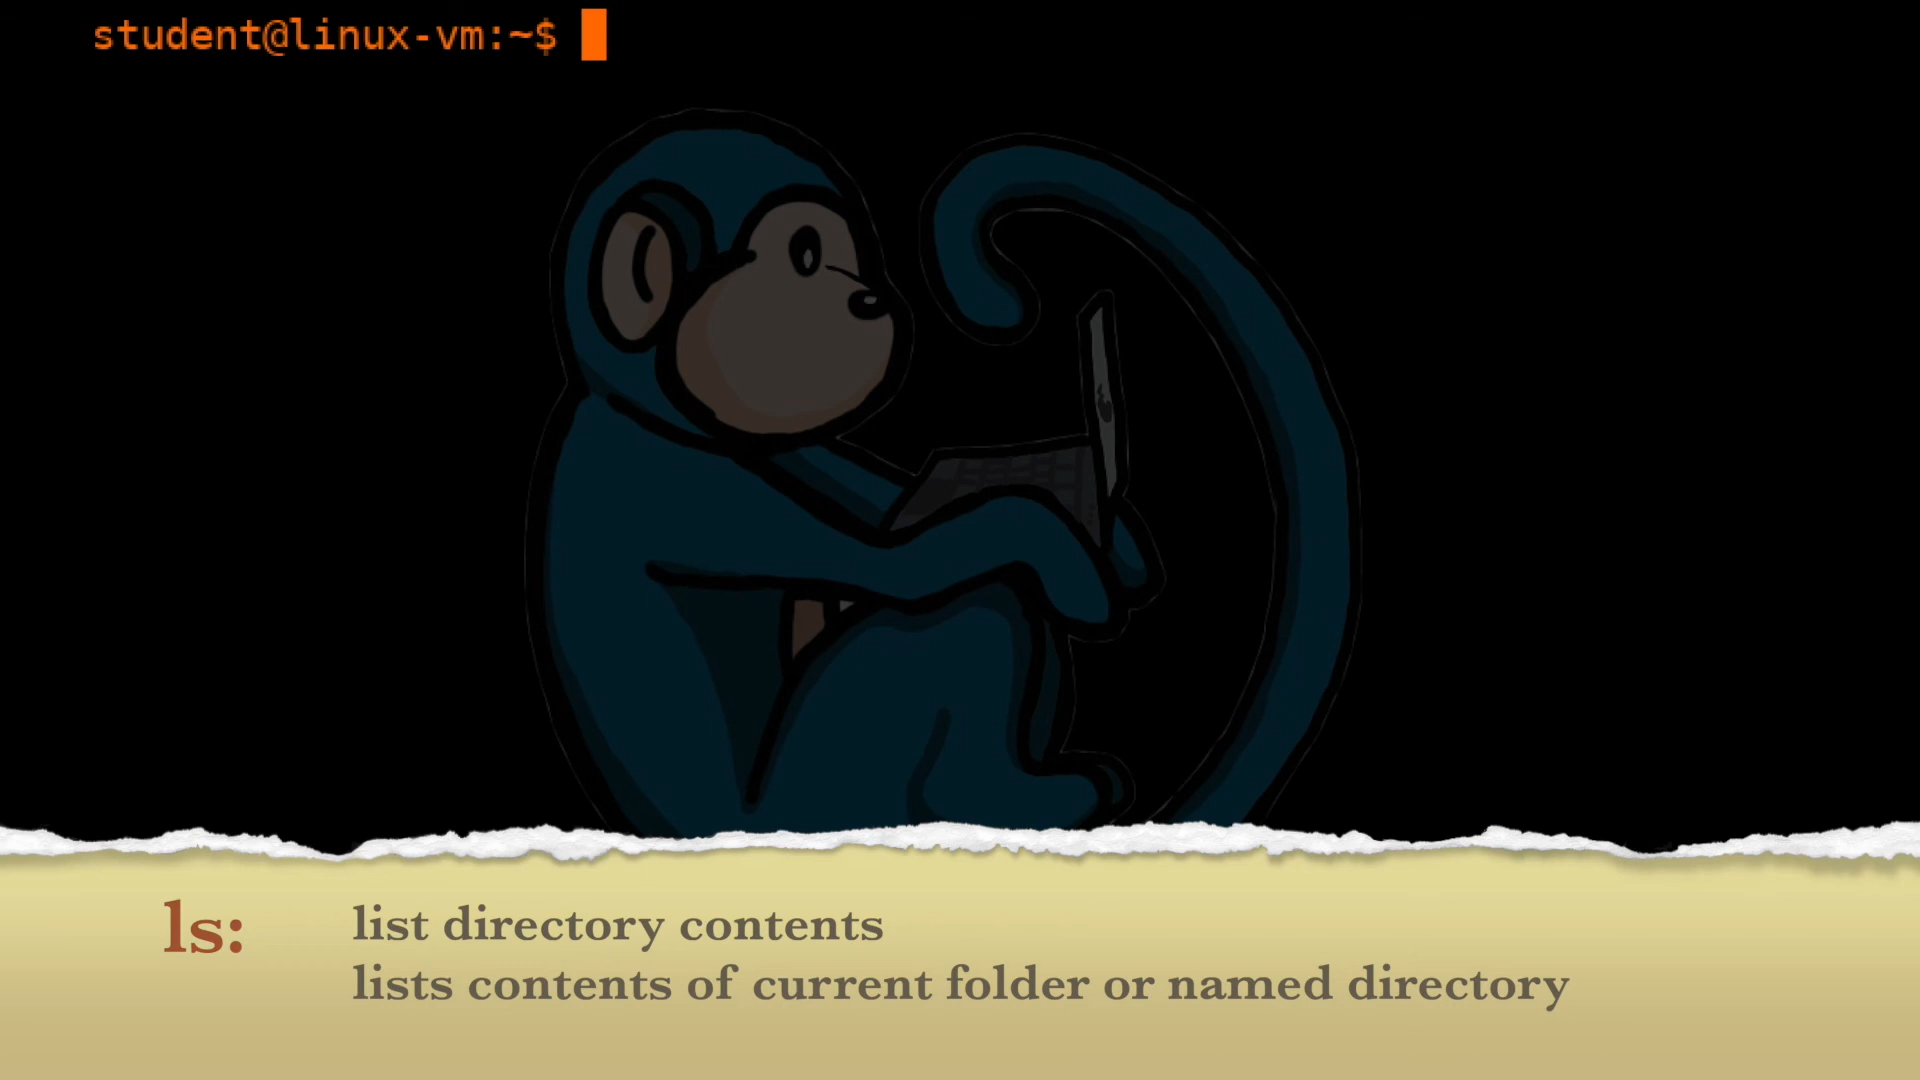 student@linux-vm:~$
ls:
list directory contents
lists contents of current folder or named directory